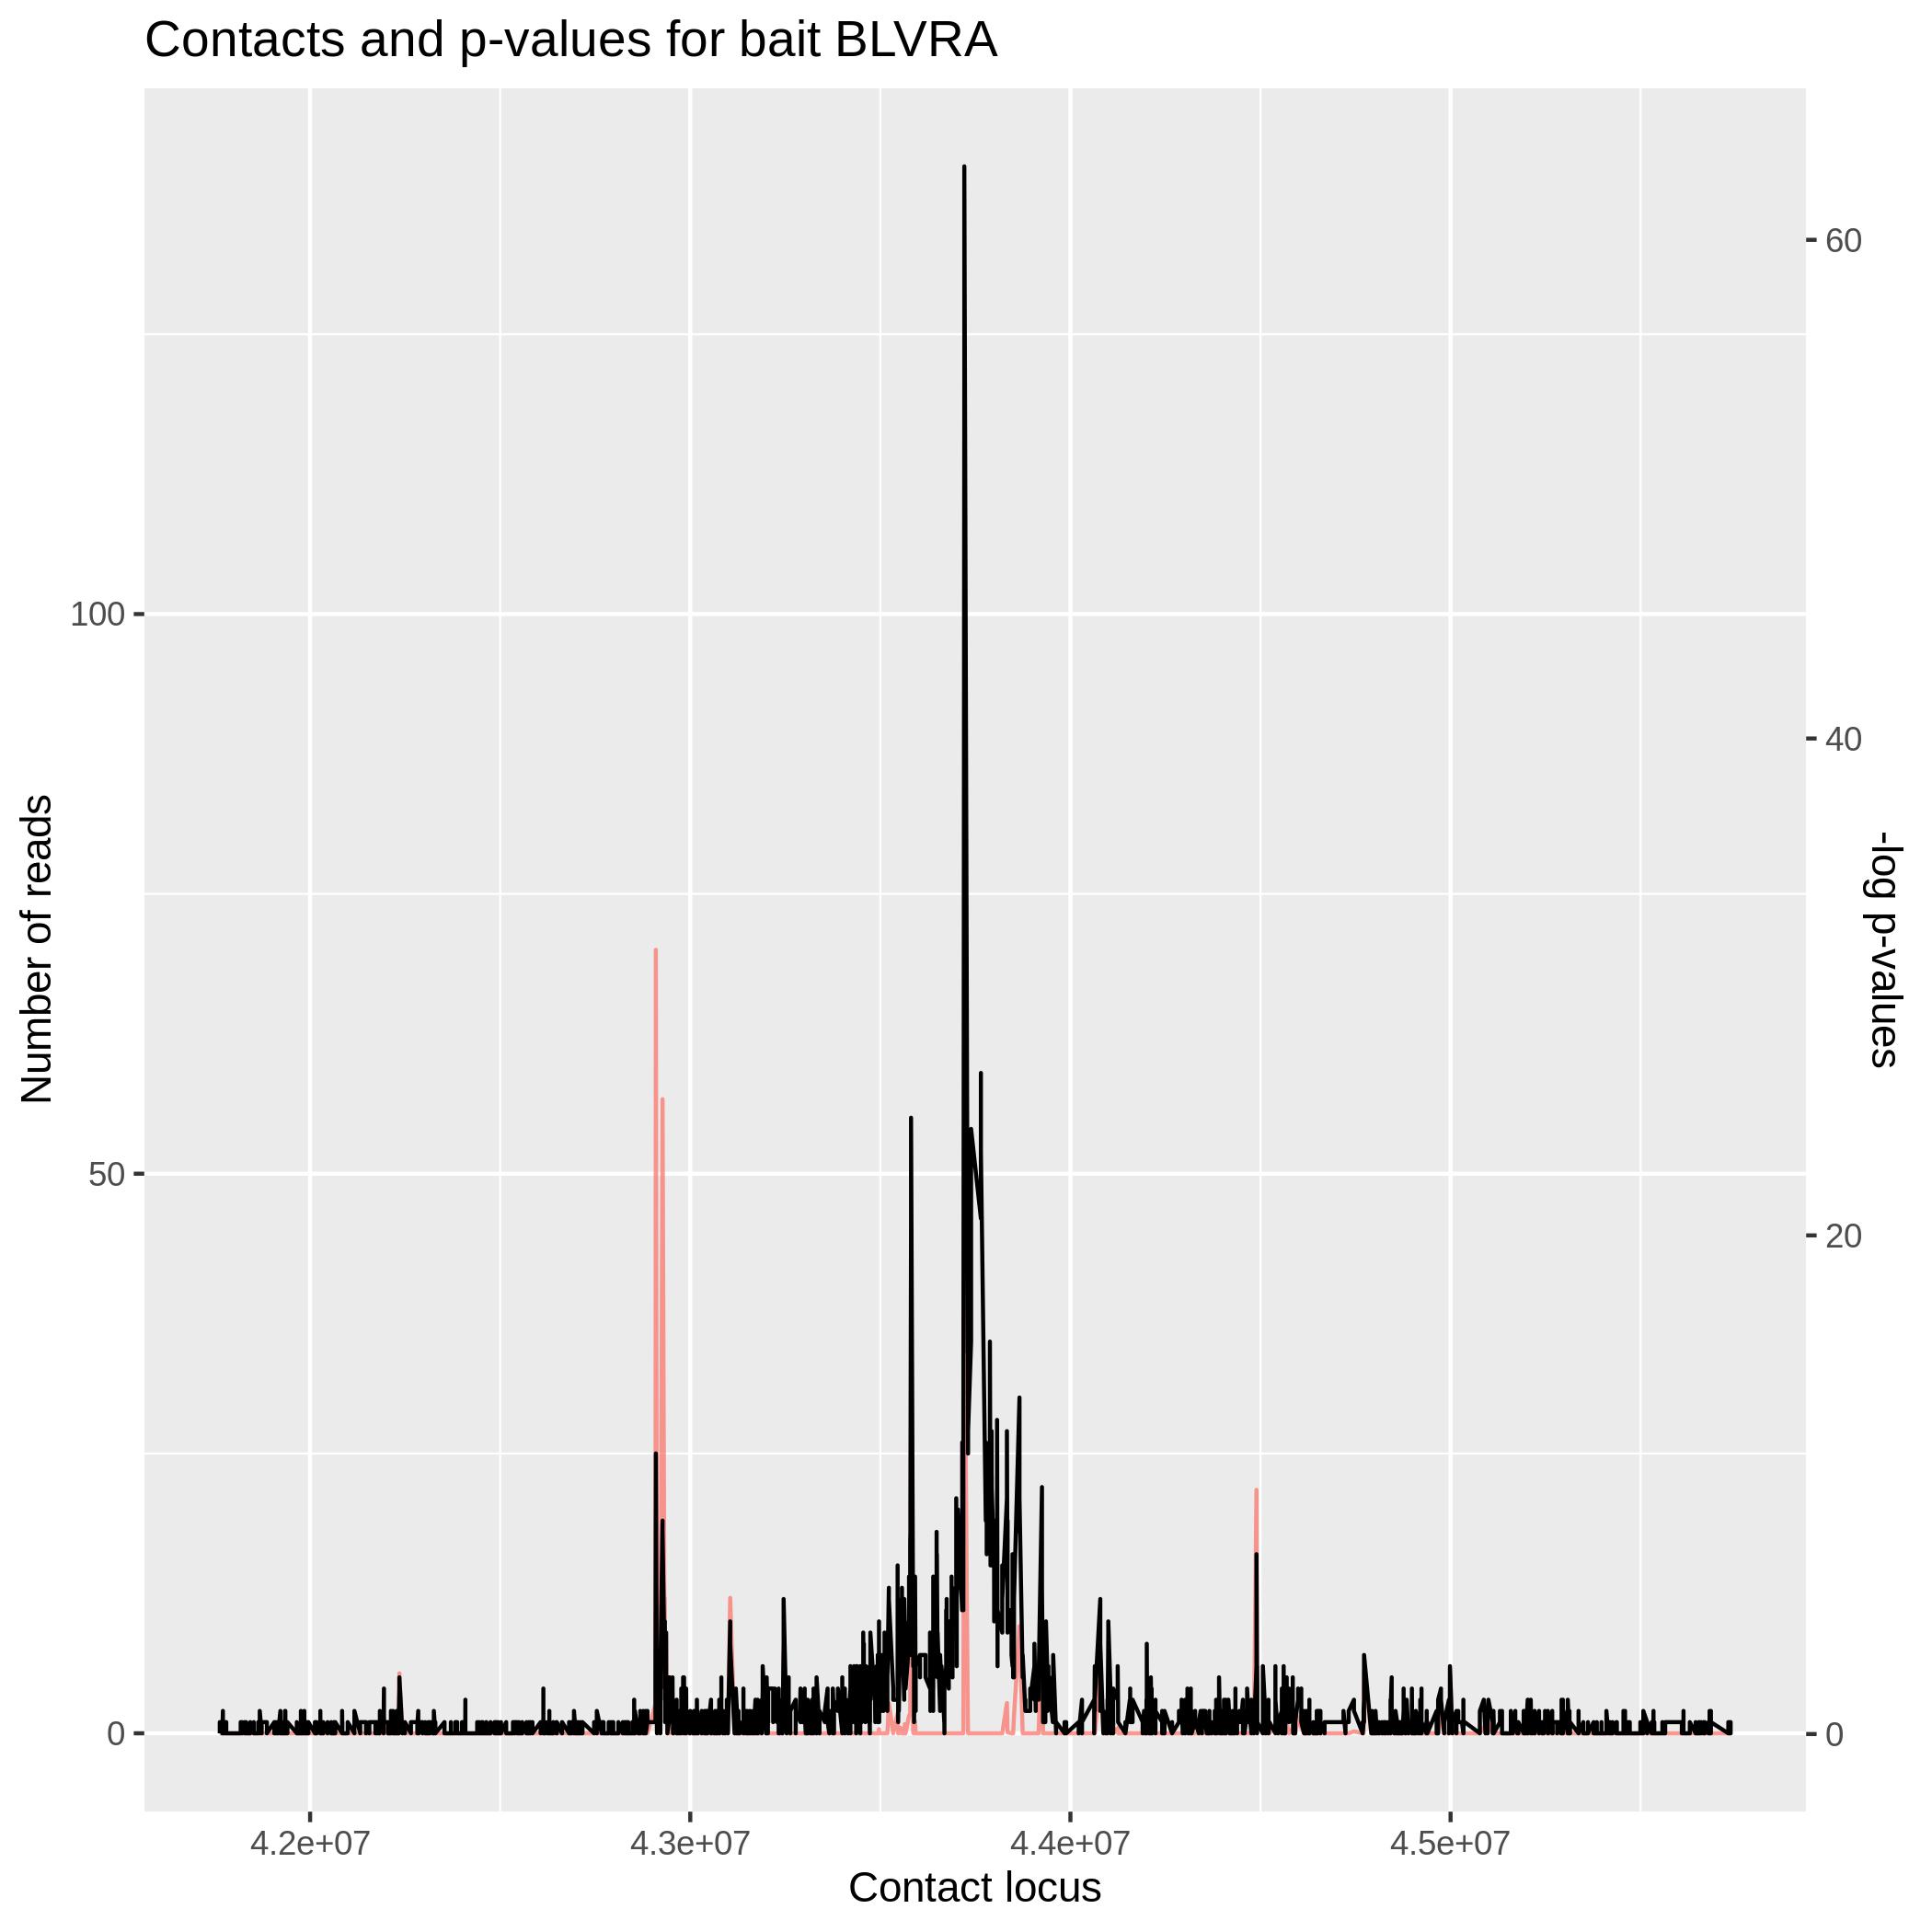 Contacts and p-values for bait BLVRA
Number of reads
100
50
0
60
40
20
0
-log p-values
4.2e+07 4.3e+07 4.4e+07 4.5e+07
Contact locus